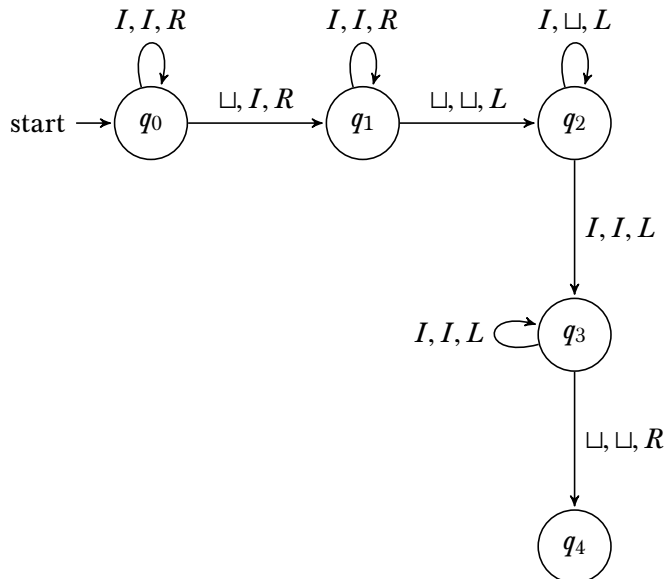 I, I, R
I, I, R
I, ⊔, L
start
q0
⊔, I, R
q1
⊔, ⊔, L
q2
I, I, L
I, I, L
q3
⊔, ⊔, R
q4